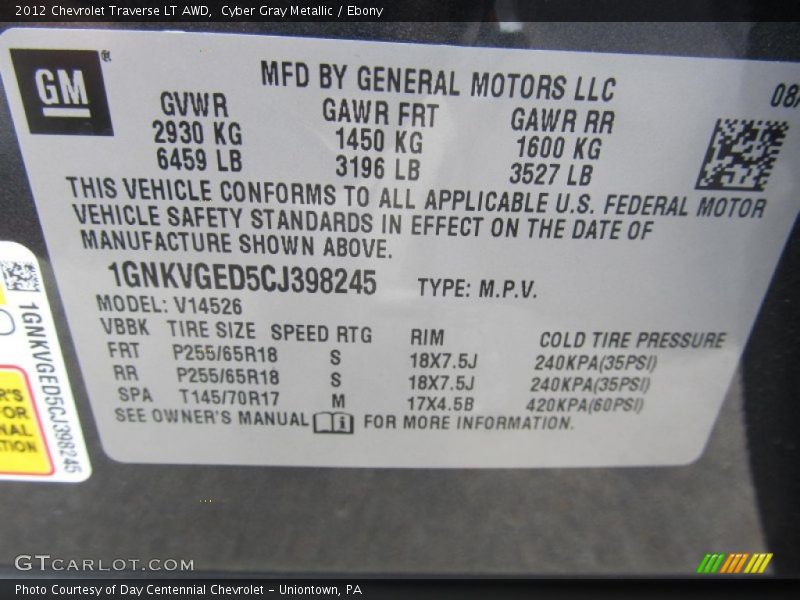 2012 Chevrolet Traverse LT AWD, Cyber Gray Metallic / Ebony
GM®
MFD BY GENERAL MOTORS LLC
08/
GVWR GAWR FRT GAWR RR
2930 KG 1450 KG 1600 KG
6459 LB 3196 LB 3527 LB
THIS VEHICLE CONFORMS TO ALL APPLICABLE U.S. FEDERAL MOTOR
VEHICLE SAFETY STANDARDS IN EFFECT ON THE DATE OF
MANUFACTURE SHOWN ABOVE.
1GNKVGED5CJ398245 TYPE: M.P.V.
MODEL: V14526
VBBK TIRE SIZE SPEED RTG RIM COLD TIRE PRESSURE
FRT P255/65R18 S 18X7.5J 240KPA(35PSI)
RR P255/65R18 S 18X7.5J 240KPA(35PSI)
SPA T145/70R17 M 17X4.5B 420KPA(60PSI)
SEE OWNER'S MANUAL i FOR MORE INFORMATION.
1GNKVGED5CJ398245
R'S
FOR
NAL
TION
GTCARLOT.COM
Photo Courtesy of Day Centennial Chevrolet - Uniontown, PA